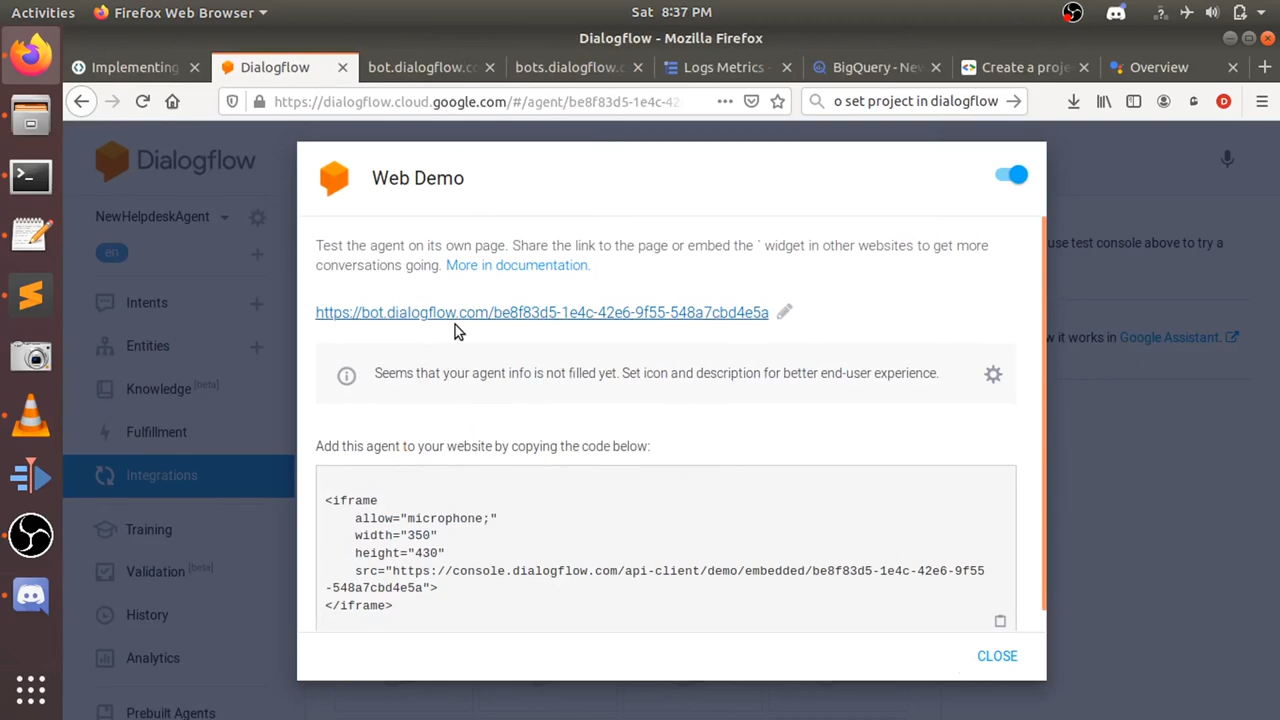 Activities
Firefox Web Browser
Sat 8:37 PM
Dialogflow - Mozilla Firefox
Implementing
Dialogflow
bot.dialogflow.co
bots.dialogflow.c
Logs Metrics -
BigQuery - Nev
Create a proje
Overview
https://dialogflow.cloud.google.com/#/agent/be8f83d5-1e4c-42
o set project in dialogflow
Dialogflow
NewHelpdeskAgent
en
Intents
Entities
Knowledge [beta]
Fulfillment
Integrations
Training
Validation [beta]
History
Analytics
Prebuilt Agents
Web Demo
Test the agent on its own page. Share the link to the page or embed the ` widget in other websites to get more
conversations going. More in documentation.
https://bot.dialogflow.com/be8f83d5-1e4c-42e6-9f55-548a7cbd4e5a
Seems that your agent info is not filled yet. Set icon and description for better end-user experience.
Add this agent to your website by copying the code below:
<iframe
allow="microphone;"
width="350"
height="430"
src="https://console.dialogflow.com/api-client/demo/embedded/be8f83d5-1e4c-42e6-9f55
-548a7cbd4e5a">
</iframe>
CLOSE
use test console above to try a
w it works in Google Assistant.